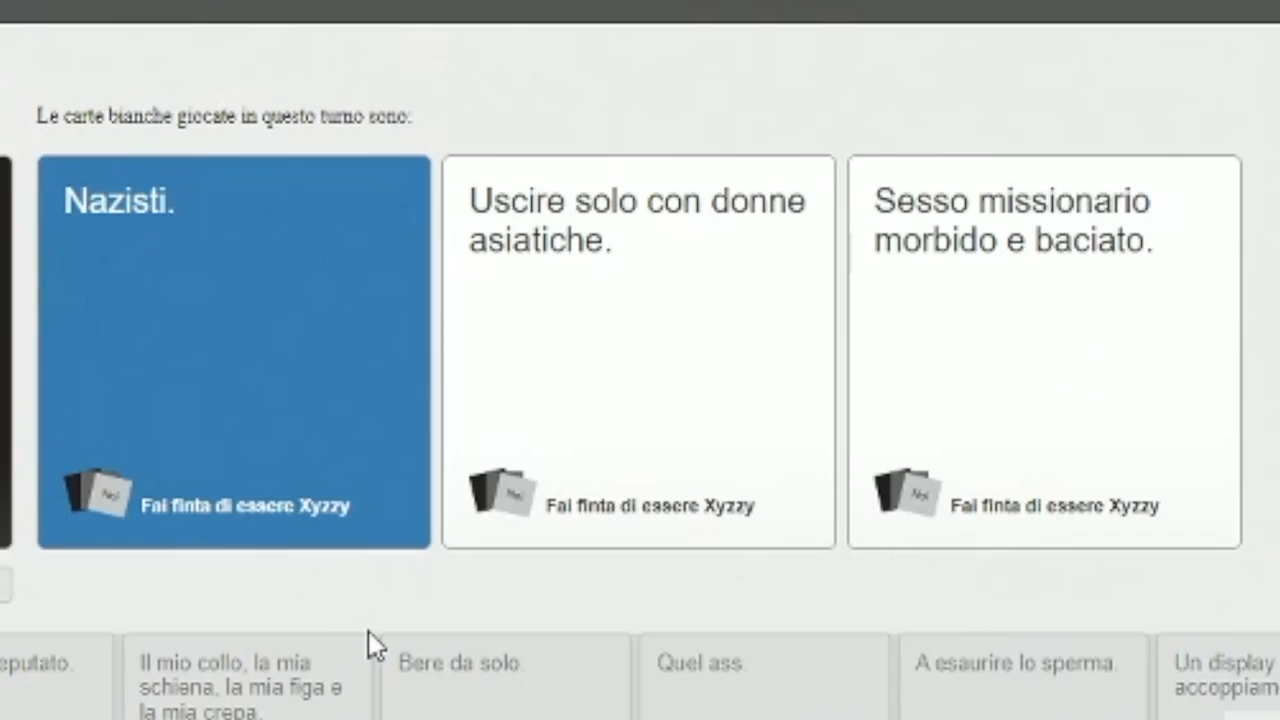 Le carte bianche giocate in questo turno sono:
Nazisti.
Fai finta di essere Xyzzy
Uscire solo con donne
asiatiche.
Fai finta di essere Xyzzy
Sesso missionario
morbido e baciato.
Fai finta di essere Xyzzy
eputato.
Il mio collo, la mia
schiena, la mia figa e
la mia crepa.
Bere da solo.
Quel ass.
A esaurire lo sperma.
Un display
accoppiam